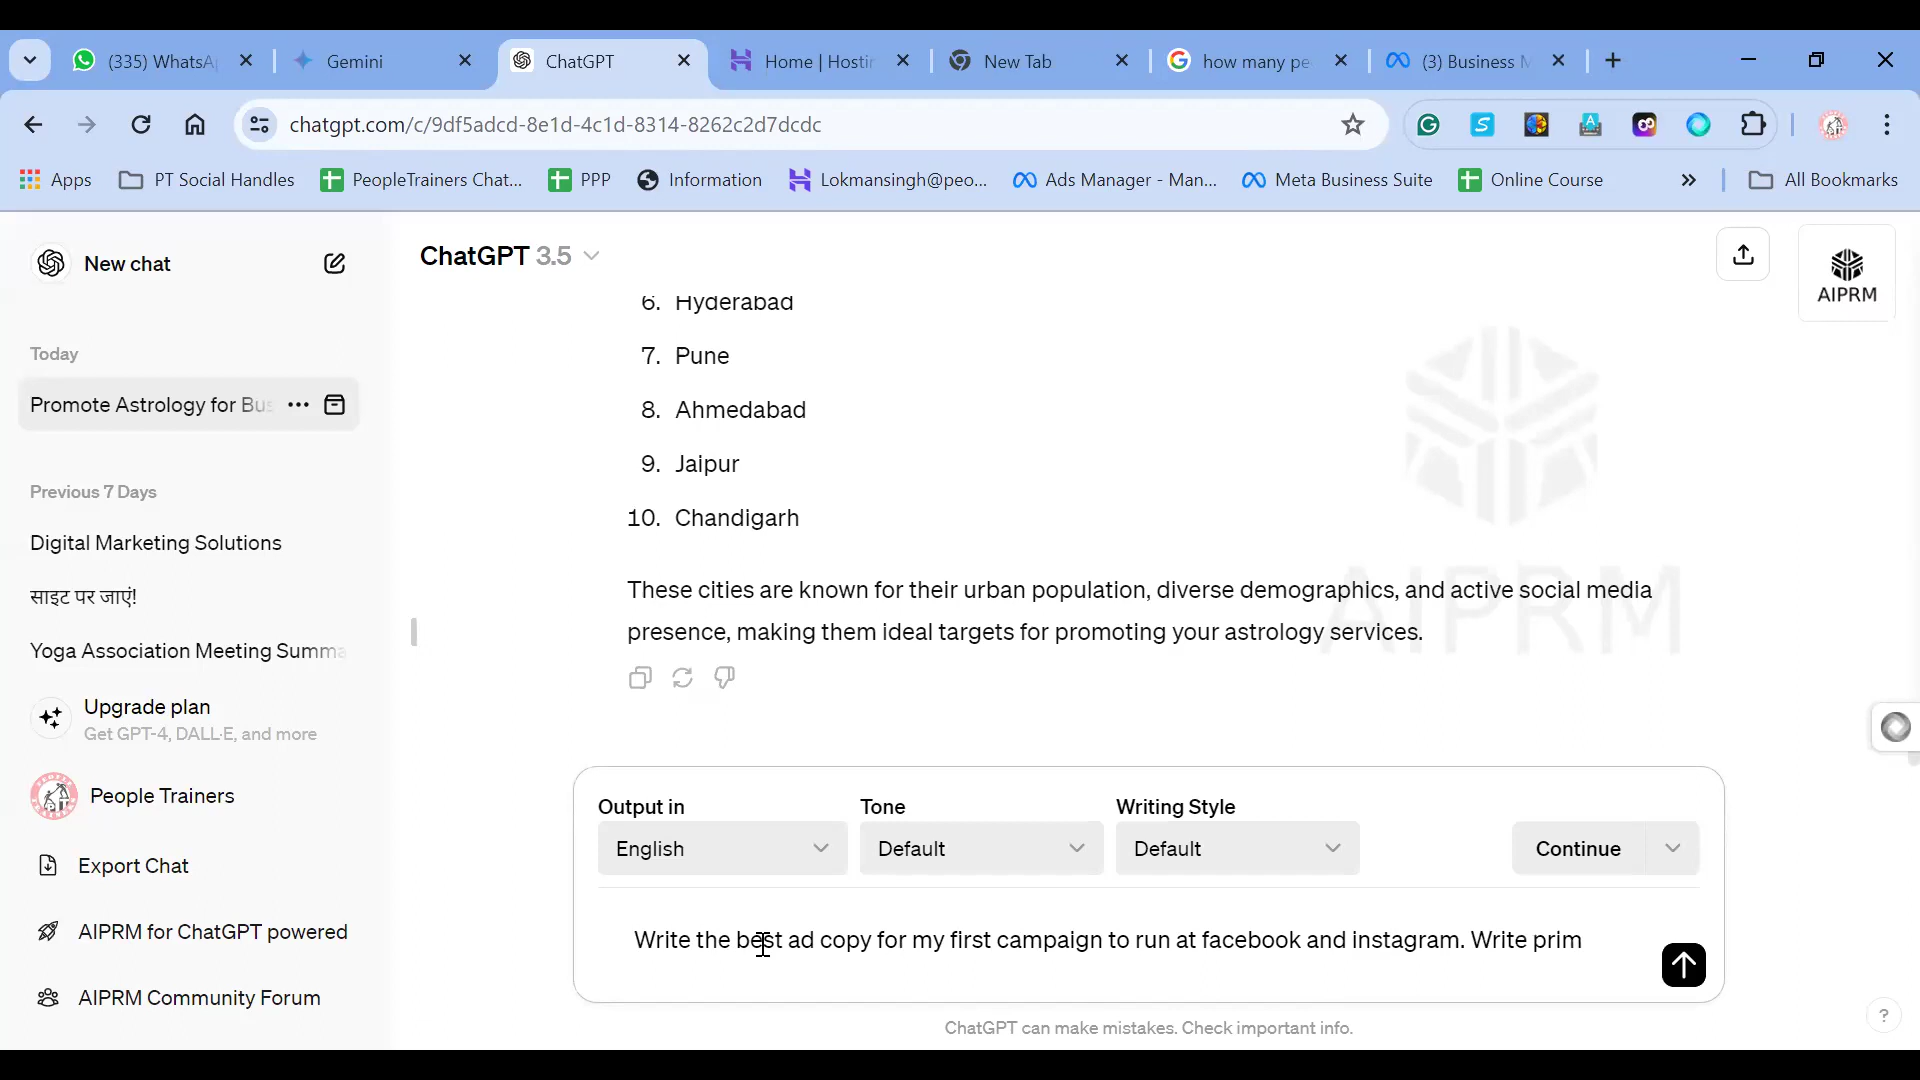 (335) WhatsA
Gemini
ChatGPT
Home | Hostin
New Tab
how many pe
(3) Business M
chatgpt.com/c/9df5adcd-8e1d-4c1d-8314-8262c2d7dcdc
Apps
PT Social Handles
PeopleTrainers Chat...
PPP
Information
Lokmansingh@peo...
Ads Manager - Man...
Meta Business Suite
Online Course
All Bookmarks
New chat
ChatGPT 3.5
AIPRM
Today
Promote Astrology for Bus
Previous 7 Days
Digital Marketing Solutions
साइट पर जाएं!
Yoga Association Meeting Summa
Upgrade plan
Get GPT-4, DALL·E, and more
People Trainers
Export Chat
AIPRM for ChatGPT powered
AIPRM Community Forum
6. Hyderabad
7. Pune
8. Ahmedabad
9. Jaipur
10. Chandigarh
AIPRM
These cities are known for their urban population, diverse demographics, and active social media
presence, making them ideal targets for promoting your astrology services.
Output in
Tone
Writing Style
English
Default
Default
Continue
Write the best ad copy for my first campaign to run at facebook and instagram. Write prim
ChatGPT can make mistakes. Check important info.
?